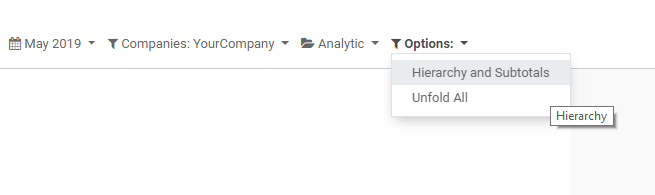 May 2019 Companies: YourCompany Analytic Options:
Hierarchy and Subtotals
Unfold All
Hierarchy